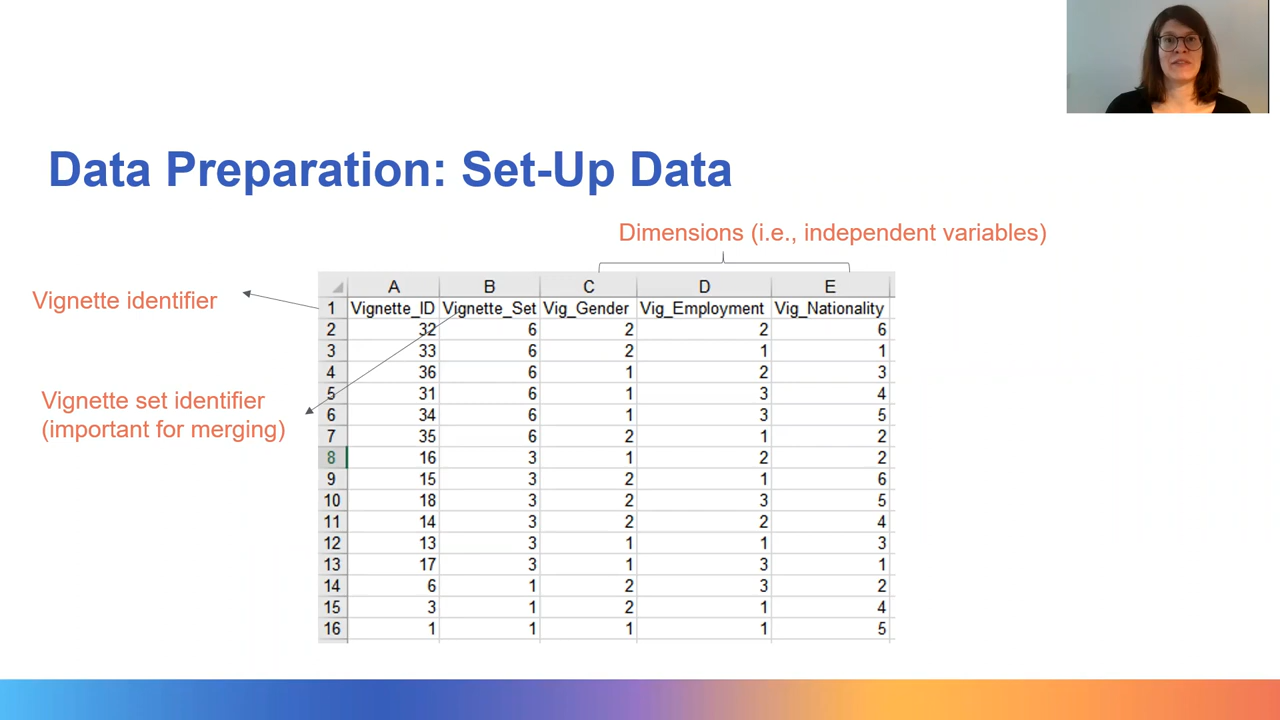 Data Preparation: Set-Up Data
Dimensions (i.e., independent variables)
Vignette identifier
Vignette set identifier
(important for merging)
A B C D E
1 Vignette_ID Vignette_Set Vig_Gender Vig_Employment Vig_Nationality
2 32 6 2 2 6
3 33 6 2 1 1
4 36 6 1 2 3
5 31 6 1 3 4
6 34 6 1 3 5
7 35 6 2 1 2
8 16 3 1 2 2
9 15 3 2 1 6
10 18 3 2 3 5
11 14 3 2 2 4
12 13 3 1 1 3
13 17 3 1 3 1
14 6 1 2 3 2
15 3 1 2 1 4
16 1 1 1 1 5